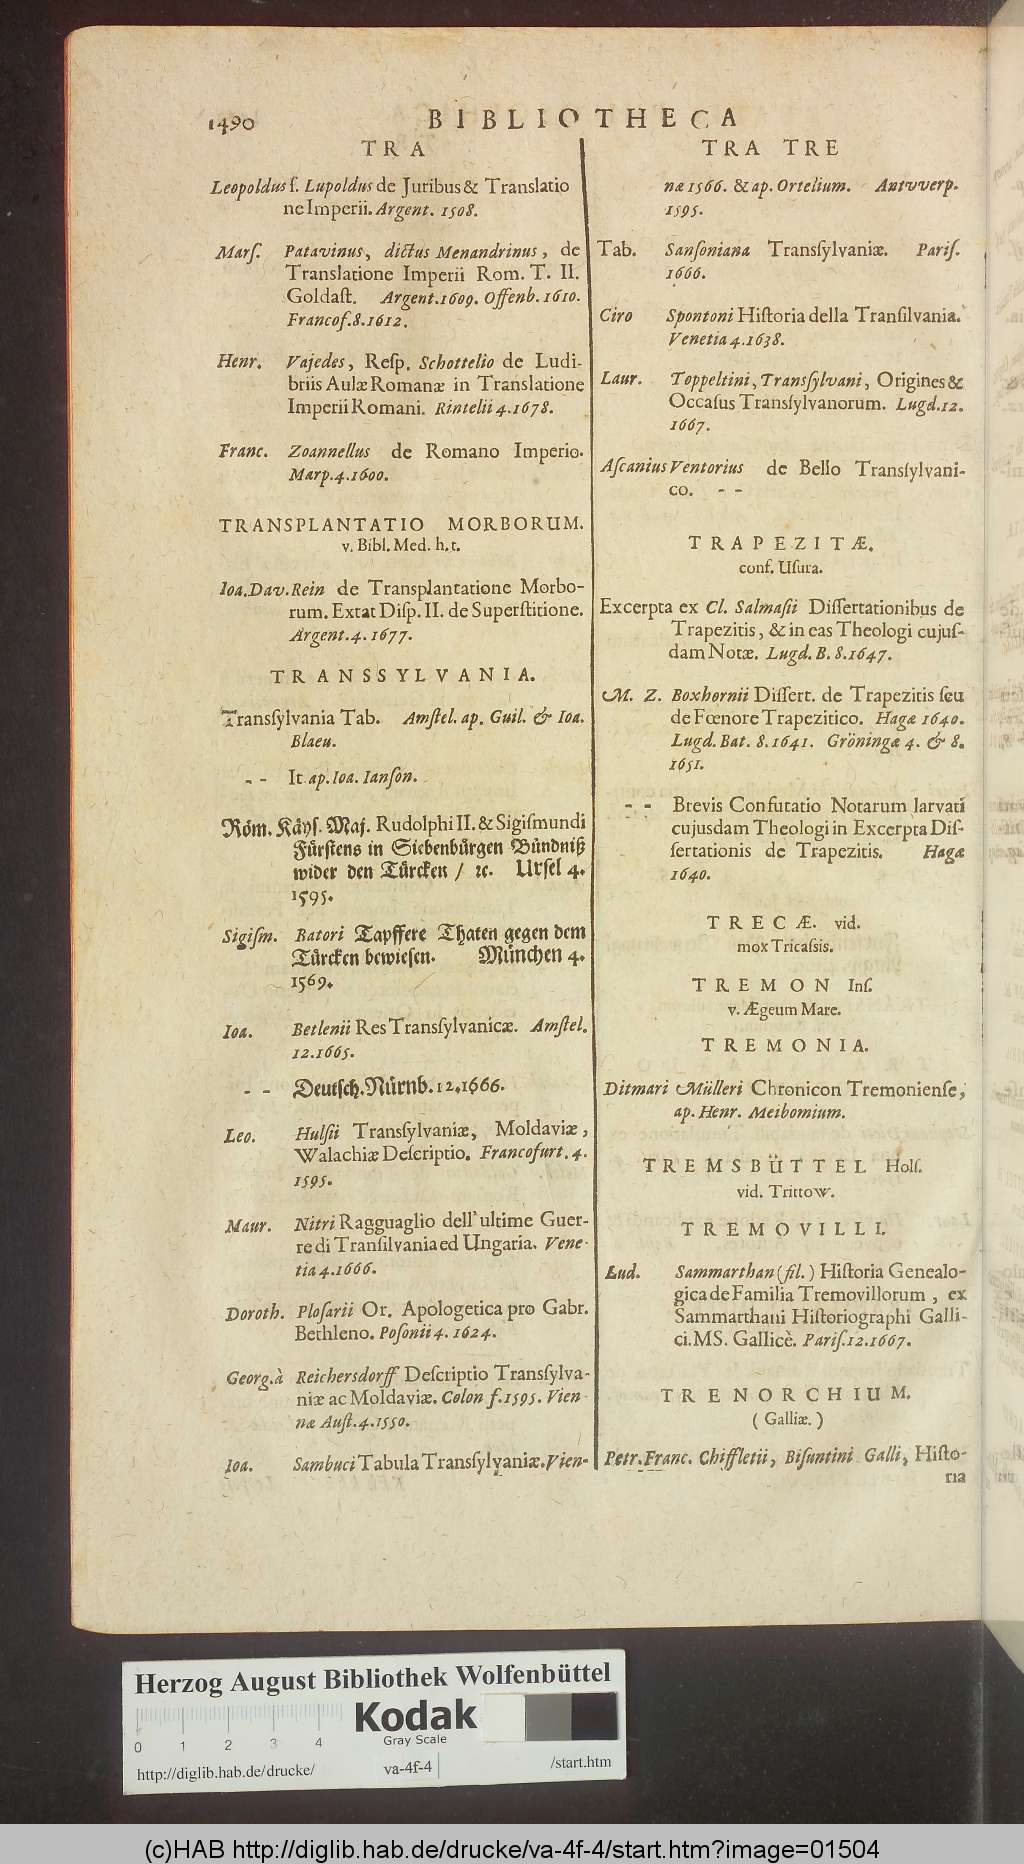 1490
BIBLIOTHECA
TRA
Leopoldus ſ. Lupoldus de Juribus & Translatio
ne Imperii. Argent. 1508.
Marſ. Patavinus, dictus Menandrinus, de
Translatione Imperii Rom. T. II.
Goldaſt. Argent. 1609. Offenb. 1610.
Francof. 8. 1612.
Henr. Vajedes, Reſp. Schottelio de Ludi-
briis Aulæ Romanæ in Translatione
Imperii Romani. Rintelii 4. 1678.
Franc. Zoannellus de Romano Imperio.
Marp. 4. 1600.
TRANSPLANTATIO MORBORUM.
v. Bibl. Med. h. t.
Ioa. Dav. Rein de Transplantatione Morbo-
rum. Extat Diſp. II. de Superſtitione.
Argent. 4. 1677.
TRANSSYLVANIA.
Tranſſylvania Tab. Amſtel. ap. Guil. & Ioa.
Blaeu.
- - It ap. Ioa. Ianſon.
Röm. Käyſ. Maj. Rudolphi II. & Sigiſmundi
Fürſtens in Siebenbürgen Bündniß
wider den Türcken / ꝛc. Urſel 4.
1595.
Sigiſm. Batori Tapffere Thaten gegen dem
Türcken bewieſen. München 4.
1569.
Ioa. Betlenii Res Tranſſylvanicæ. Amſtel.
12. 1665.
- - Deutſch. Nürnb. 12. 1666.
Leo. Hulſii Tranſſylvaniæ, Moldaviæ,
Walachiæ Deſcriptio. Francofurt. 4.
1595.
Maur. Nitri Ragguaglio dell' ultime Guer-
re di Tranſilvania ed Ungaria. Vene-
tia 4. 1666.
Doroth. Ploſarii Or. Apologetica pro Gabr.
Bethleno. Poſonii 4. 1624.
Georg. à Reichersdorff Deſcriptio Tranſſylva-
niæ ac Moldaviæ. Colon f. 1595. Vien-
næ Auſt. 4. 1550.
Ioa. Sambuci Tabula Tranſſylvaniæ. Vien-
TRA TRE
næ 1566. & ap. Ortelium. Antvverp.
1595.
Tab. Sanſoniana Tranſſylvaniæ. Pariſ.
1666.
Ciro Spontoni Hiſtoria della Tranſilvania.
Venetia 4. 1638.
Laur. Toppeltini, Tranſſylvani, Origines &
Occaſus Tranſſylvanorum. Lugd. 12.
1667.
Aſcanius Ventorius de Bello Tranſſylvani-
co. - -
TRAPEZITÆ.
conf. Uſura.
Excerpta ex Cl. Salmaſii Diſſertationibus de
Trapezitis, & in eas Theologi cujuſ-
dam Notæ. Lugd. B. 8. 1647.
M. Z. Boxhornii Diſſert. de Trapezitis ſeu
de Fœnore Trapezitico. Hagæ 1640.
Lugd. Bat. 8. 1641. Gröningæ 4. & 8.
1651.
- - Brevis Confutatio Notarum larvati
cujusdam Theologi in Excerpta Diſ-
ſertationis de Trapezitis. Hagæ
1640.
TRECÆ. vid.
mox Tricaſſis.
TREMON Inſ.
v. Ægeum Mare.
TREMONIA.
Ditmari Mülleri Chronicon Tremonienſe,
ap. Henr. Meibomium.
TREMSBÜTTEL Holſ.
vid. Trittow.
TREMOVILLI.
Lud. Sammarthan (fil.) Hiſtoria Genealo-
gica de Familia Tremovillorum, ex
Sammarthani Hiſtoriographi Galli-
ci. MS. Gallicè. Pariſ. 12. 1667.
TRENORCHIUM.
(Galliæ.)
Petr. Franc. Chiffletii, Biſuntini Galli, Hiſto-
ria
Herzog August Bibliothek Wolfenbüttel
Kodak
Gray Scale
0 1 2 3 4
http://diglib.hab.de/drucke/ va-4f-4 /start.htm
(c)HAB http://diglib.hab.de/drucke/va-4f-4/start.htm?image=01504